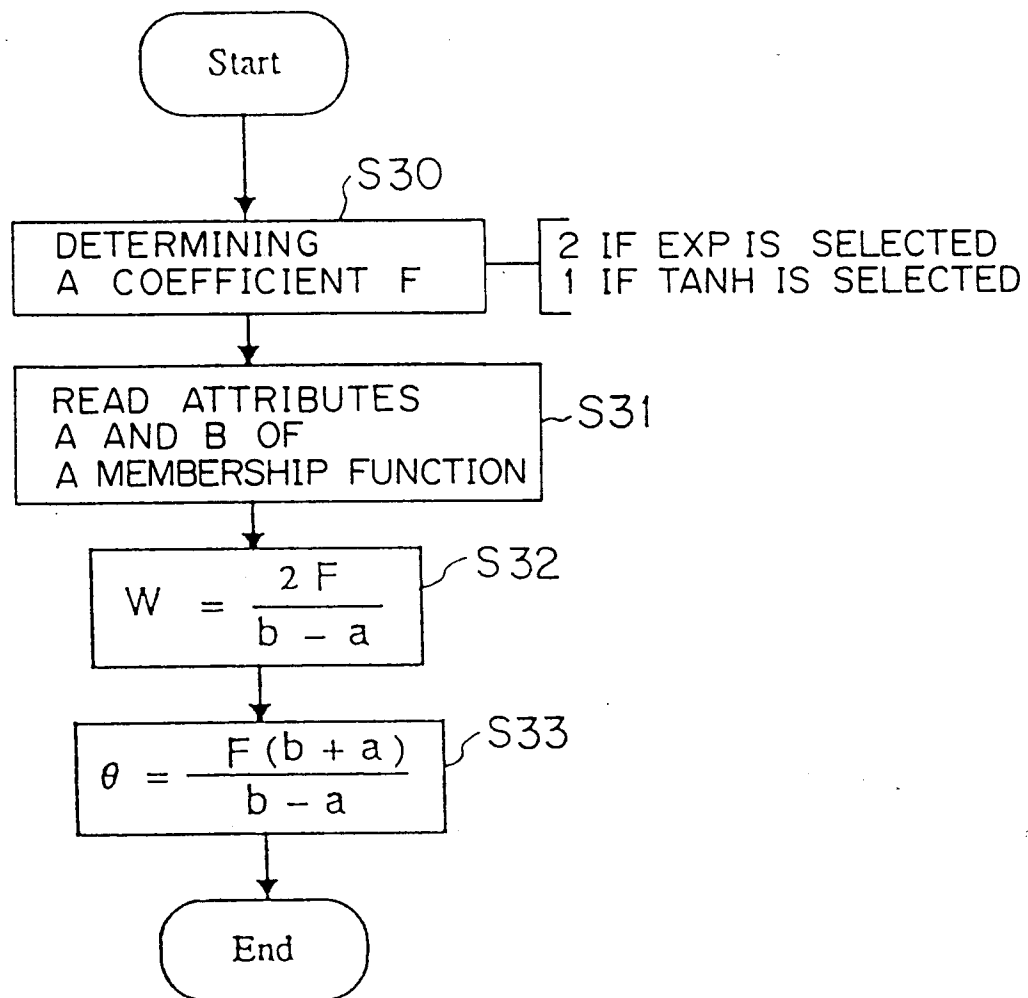 Start
S30
DETERMINING
A COEFFICIENT F
2 IF EXP IS SELECTED
1 IF TANH IS SELECTED
READ ATTRIBUTES
A AND B OF
A MEMBERSHIP FUNCTION
S31
S32
W = 2F / b - a
S33
θ = F(b + a) / b - a
End